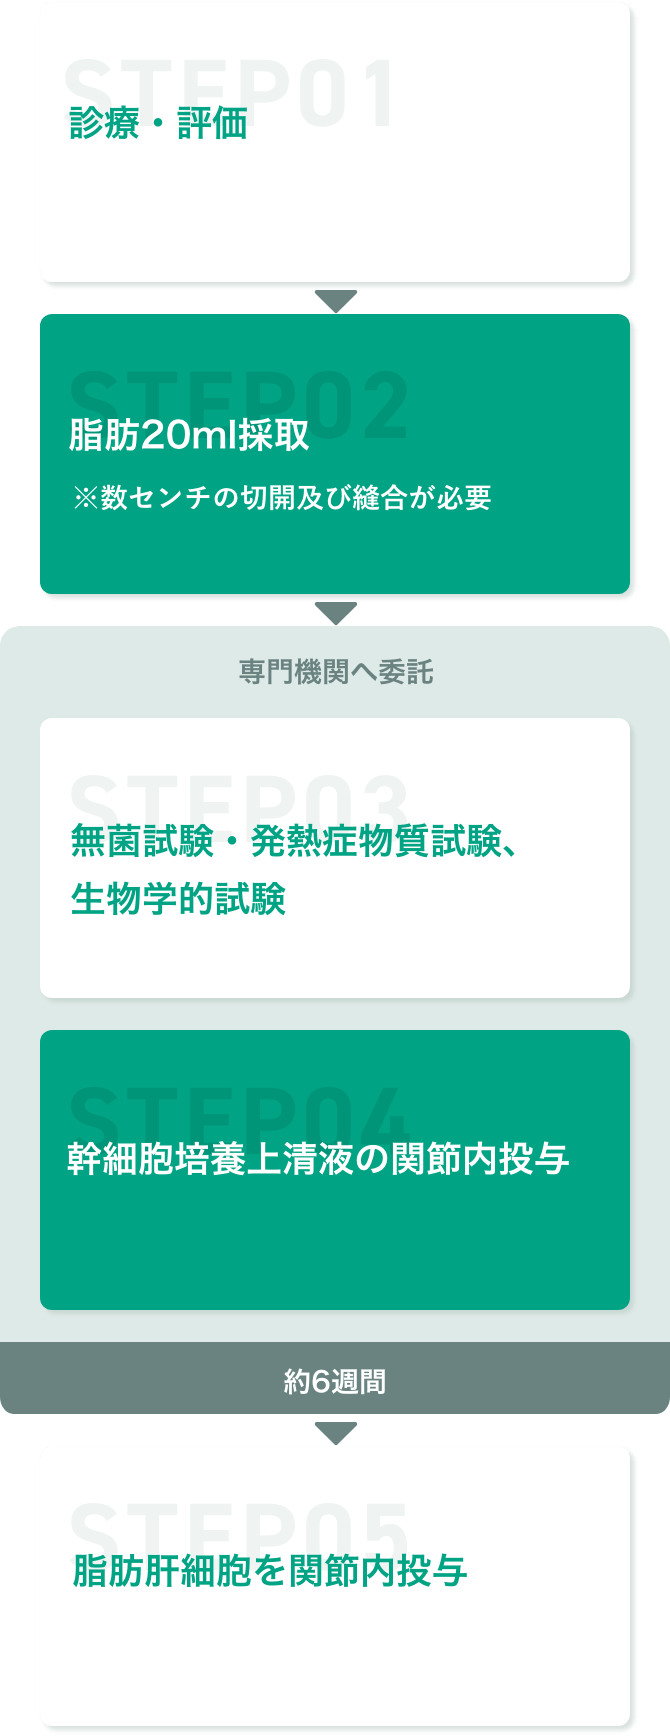 STEP01
診療・評価
STEP02
脂肪20ml採取
※数センチの切開及び縫合が必要
専門機関へ委託
STEP03
無菌試験・発熱症物質試験、
生物学的試験
STEP04
幹細胞培養上清液の関節内投与
約6週間
STEP05
脂肪肝細胞を関節内投与